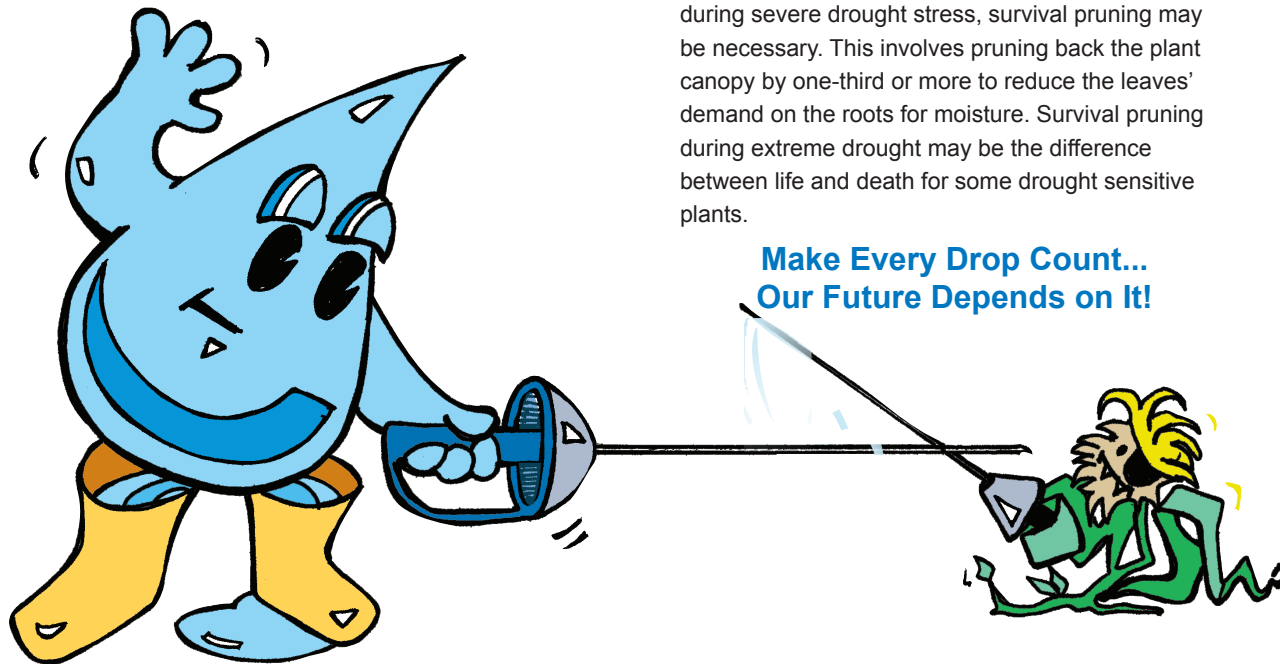 during severe drought stress, survival pruning may
be necessary. This involves pruning back the plant
canopy by one-third or more to reduce the leaves’
demand on the roots for moisture. Survival pruning
during extreme drought may be the difference
between life and death for some drought sensitive
plants.
Make Every Drop Count...
Our Future Depends on It!